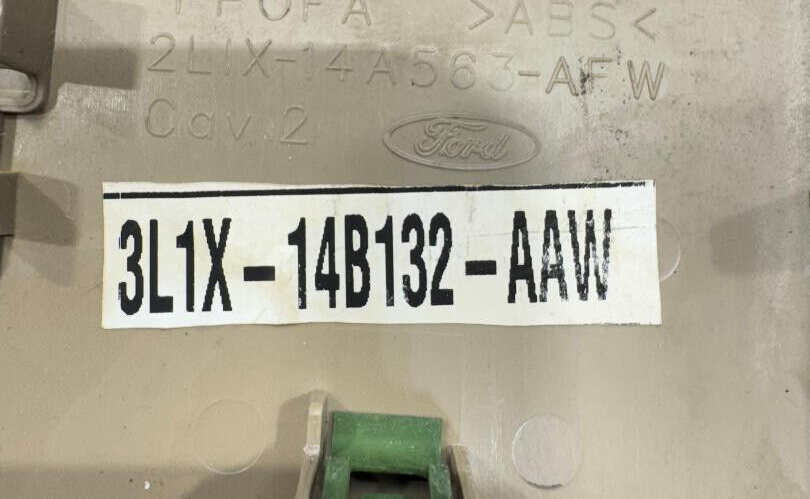 >ABS<
2L1X-14A563-AFW
Cav 2
Ford
3L1X-14B132-AAW